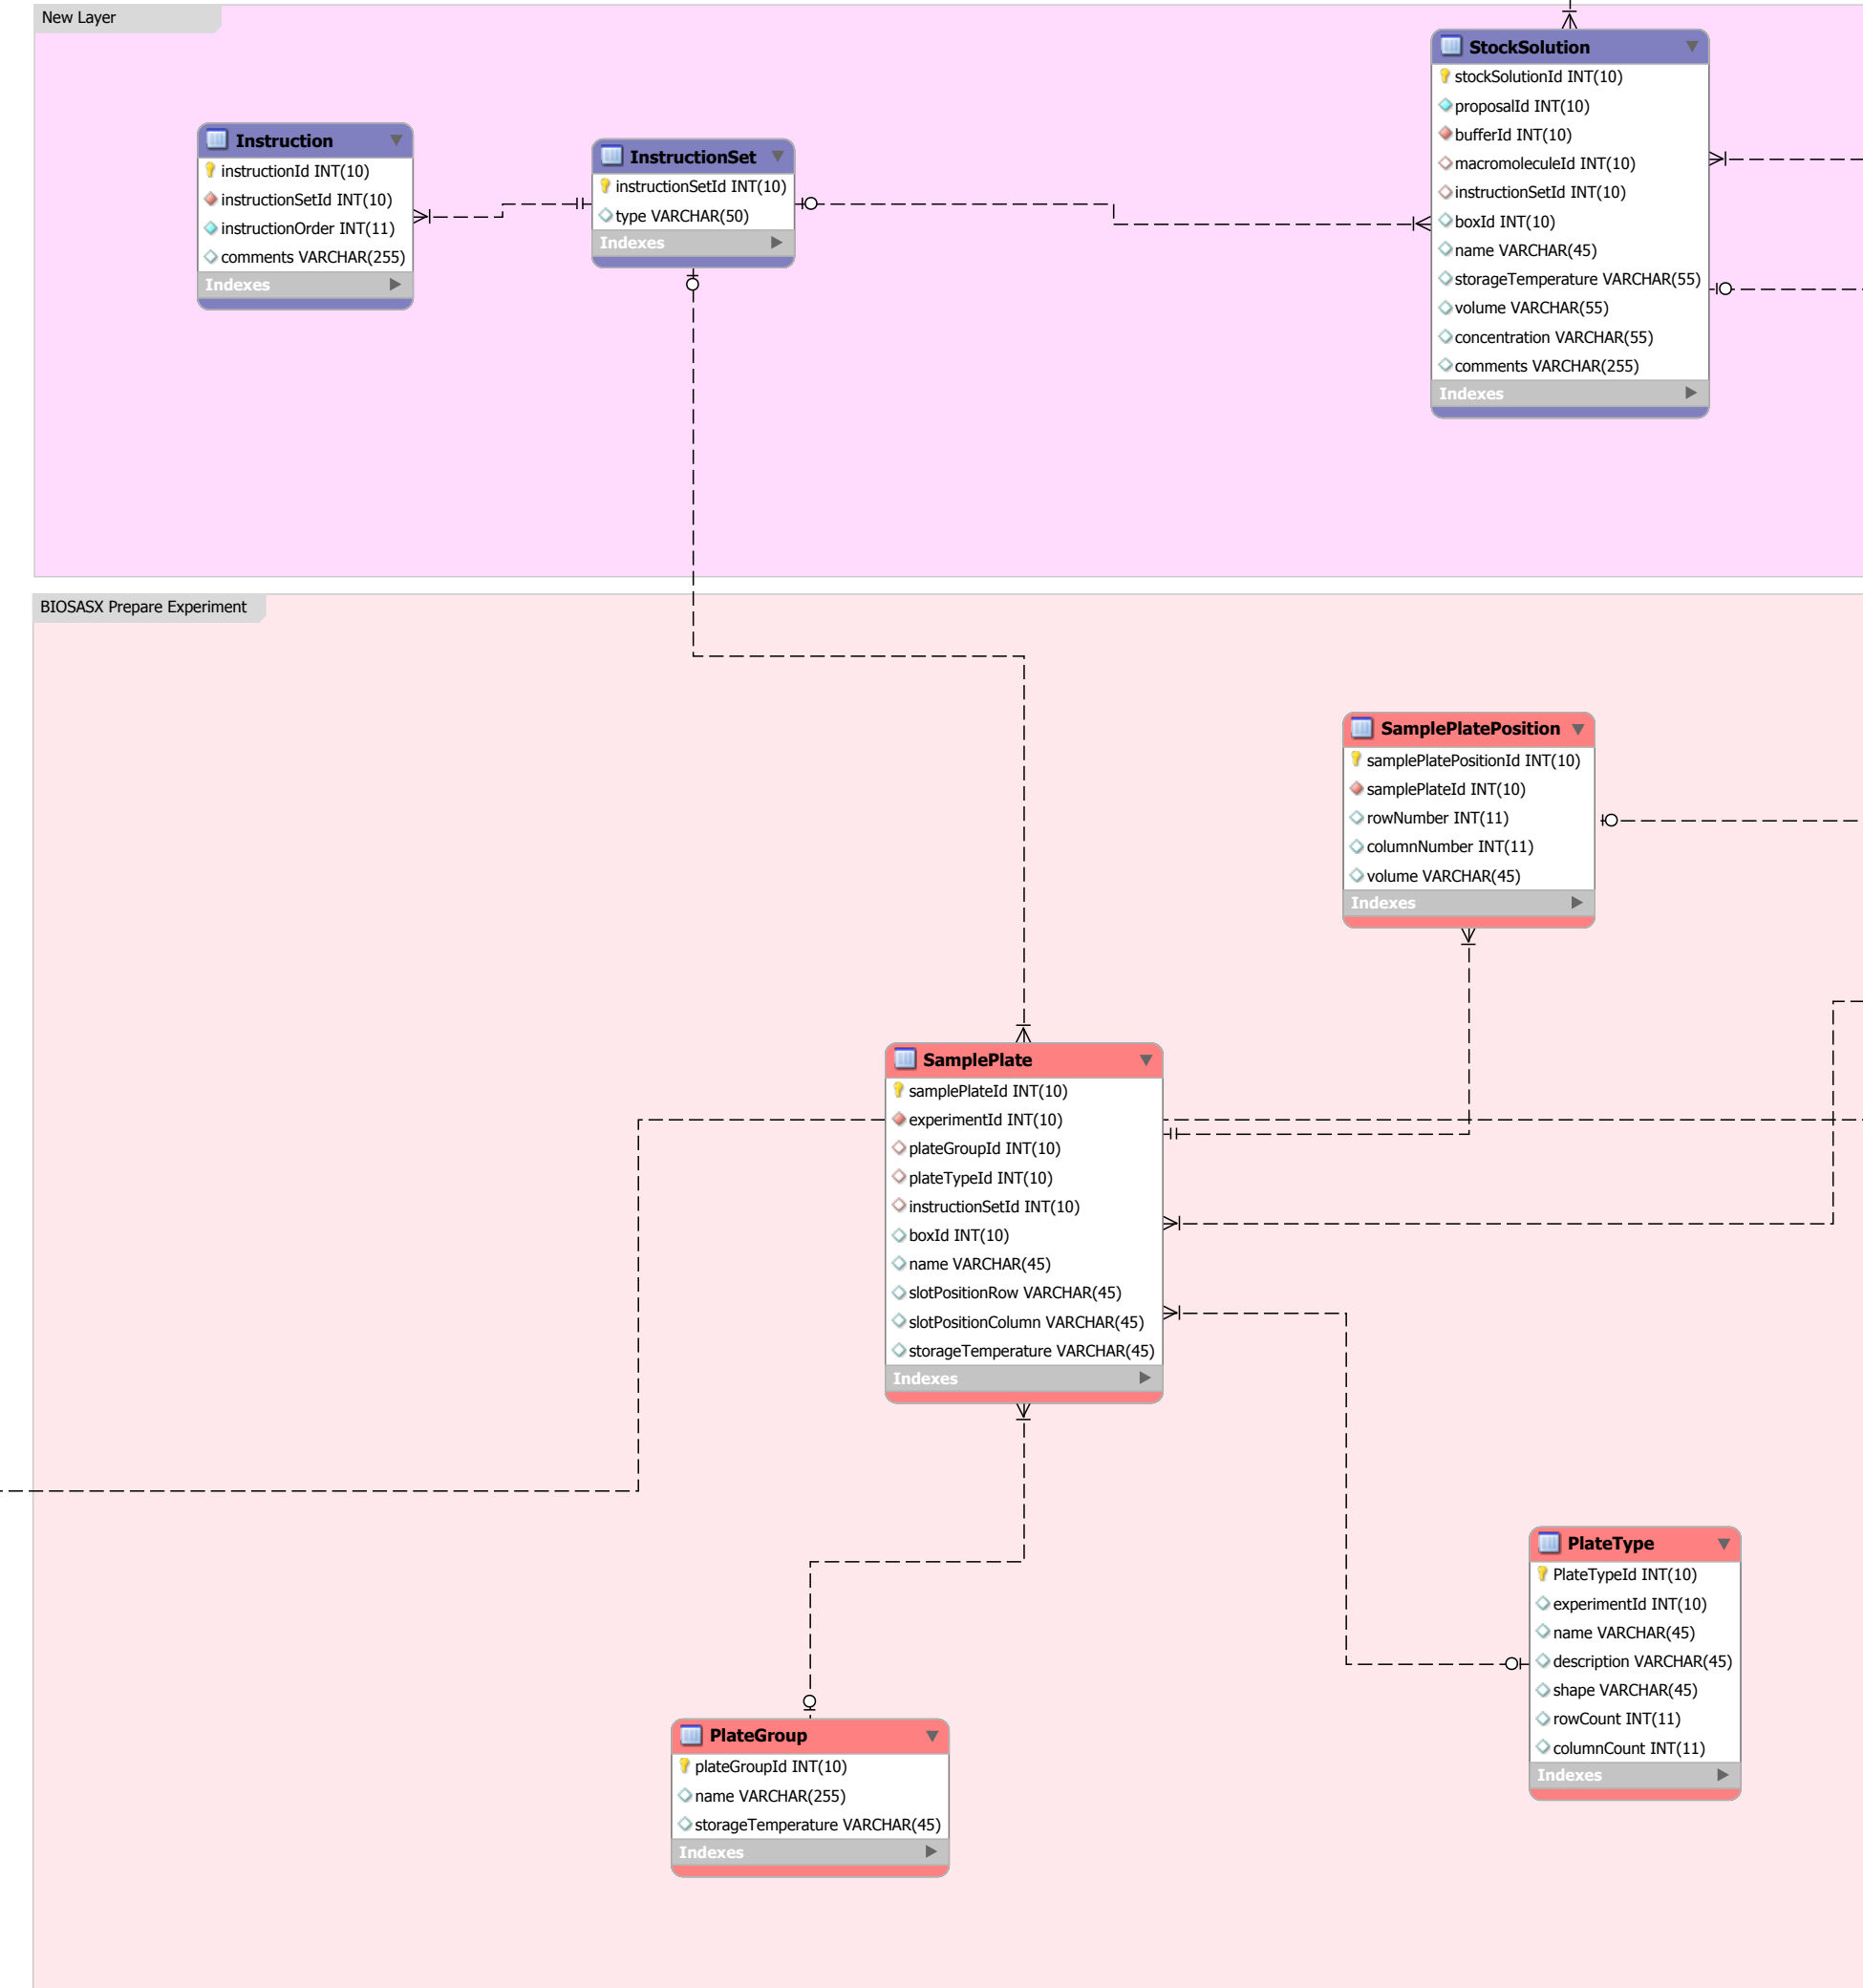 New Layer
StockSolution
stockSolutionId INT(10)
proposalId INT(10)
bufferId INT(10)
macromoleculeId INT(10)
instructionSetId INT(10)
boxId INT(10)
name VARCHAR(45)
storageTemperature VARCHAR(55)
volume VARCHAR(55)
concentration VARCHAR(55)
comments VARCHAR(255)
Indexes
Instruction
instructionId INT(10)
instructionSetId INT(10)
instructionOrder INT(11)
comments VARCHAR(255)
Indexes
InstructionSet
instructionSetId INT(10)
type VARCHAR(50)
Indexes
BIOSASX Prepare Experiment
SamplePlatePosition
samplePlatePositionId INT(10)
samplePlateId INT(10)
rowNumber INT(11)
columnNumber INT(11)
volume VARCHAR(45)
Indexes
SamplePlate
samplePlateId INT(10)
experimentId INT(10)
plateGroupId INT(10)
plateTypeId INT(10)
instructionSetId INT(10)
boxId INT(10)
name VARCHAR(45)
slotPositionRow VARCHAR(45)
slotPositionColumn VARCHAR(45)
storageTemperature VARCHAR(45)
Indexes
PlateType
PlateTypeId INT(10)
experimentId INT(10)
name VARCHAR(45)
description VARCHAR(45)
shape VARCHAR(45)
rowCount INT(11)
columnCount INT(11)
Indexes
PlateGroup
plateGroupId INT(10)
name VARCHAR(255)
storageTemperature VARCHAR(45)
Indexes